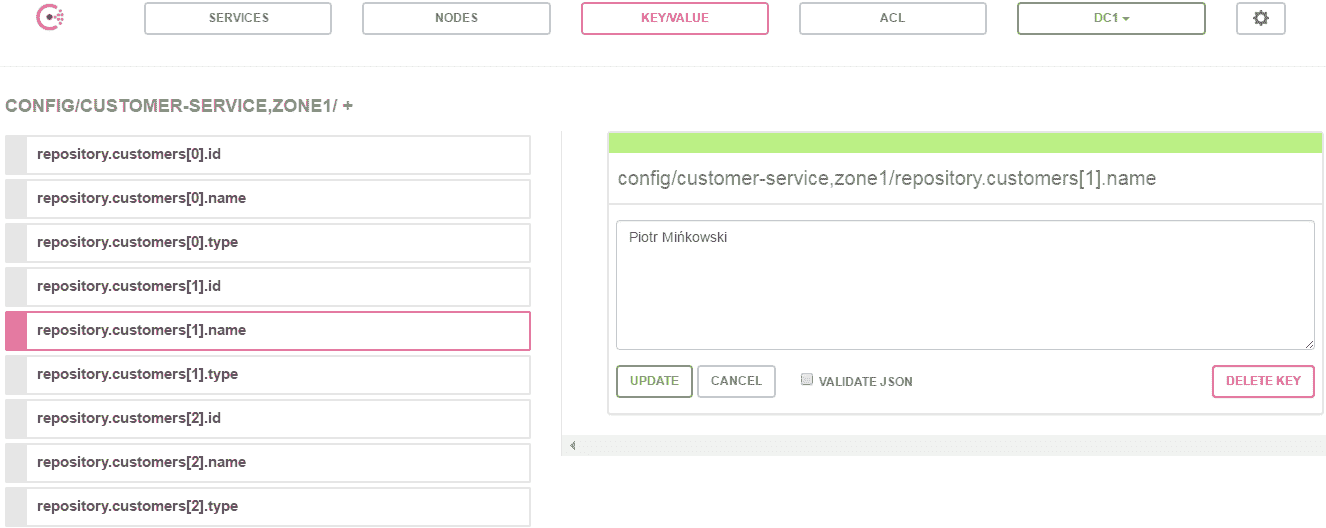 SERVICES NODES KEY/VALUE ACL DC1
CONFIG/CUSTOMER-SERVICE,ZONE1/ +
repository.customers[0].id
repository.customers[0].name
repository.customers[0].type
repository.customers[1].id
repository.customers[1].name
repository.customers[1].type
repository.customers[2].id
repository.customers[2].name
repository.customers[2].type
config/customer-service,zone1/repository.customers[1].name
Piotr Mińkowski
UPDATE CANCEL VALIDATE JSON DELETE KEY